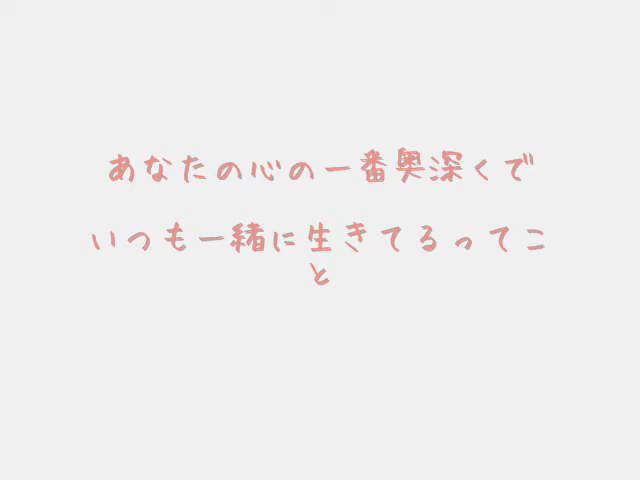 あなたの心の一番奥深くで
いつも一緒に生きてるってこ
と